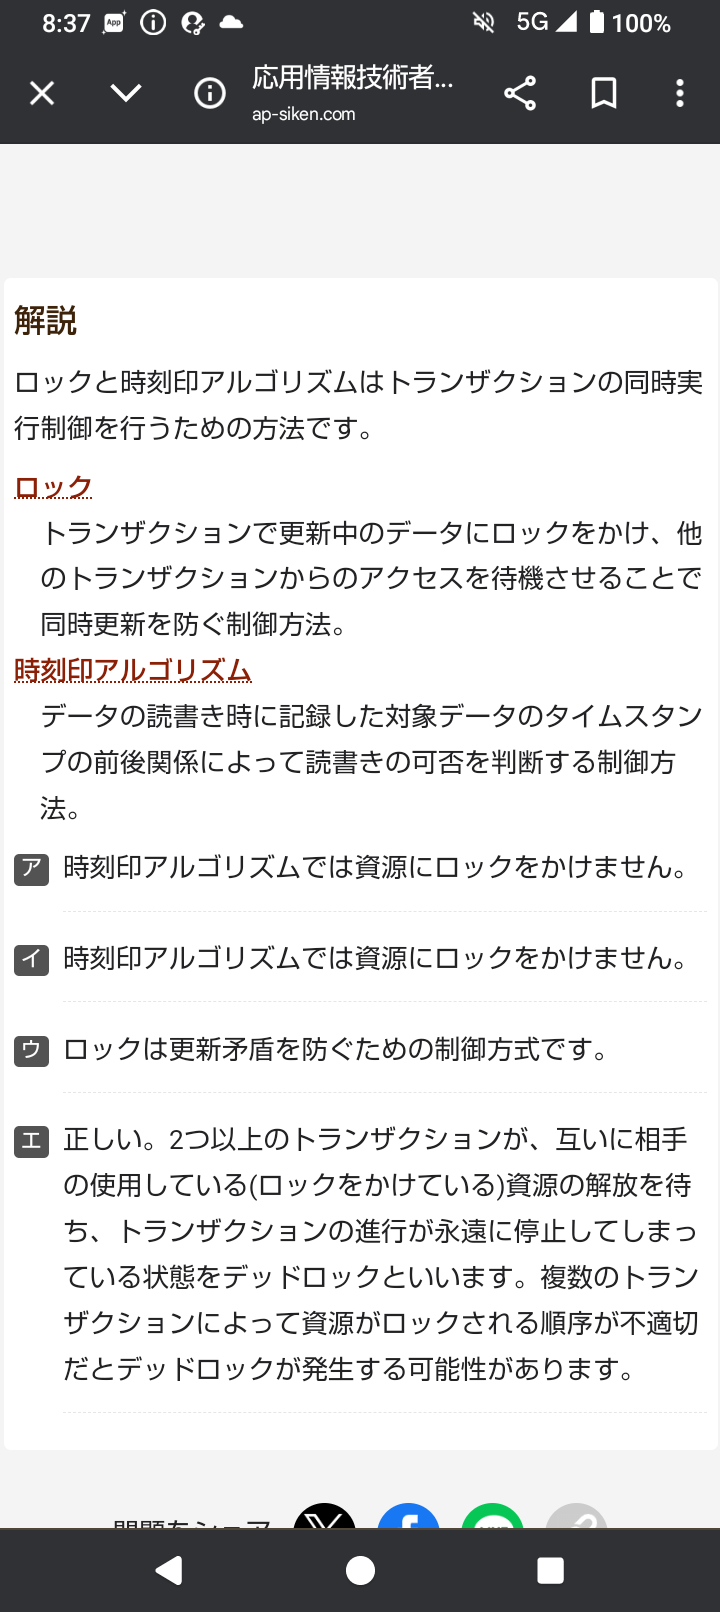 8:37 App 5G 100%
応用情報技術者...
ap-siken.com
解説
ロックと時刻印アルゴリズムはトランザクションの同時実
行制御を行うための方法です。
ロック
トランザクションで更新中のデータにロックをかけ、他
のトランザクションからのアクセスを待機させることで
同時更新を防ぐ制御方法。
時刻印アルゴリズム
データの読書き時に記録した対象データのタイムスタン
プの前後関係によって読書きの可否を判断する制御方
法。
ア 時刻印アルゴリズムでは資源にロックをかけません。
イ 時刻印アルゴリズムでは資源にロックをかけません。
ウ ロックは更新矛盾を防ぐための制御方式です。
エ 正しい。2つ以上のトランザクションが、互いに相手
の使用している(ロックをかけている)資源の解放を待
ち、トランザクションの進行が永遠に停止してしまっ
ている状態をデッドロックといいます。複数のトラン
ザクションによって資源がロックされる順序が不適切
だとデッドロックが発生する可能性があります。
問題をシェア